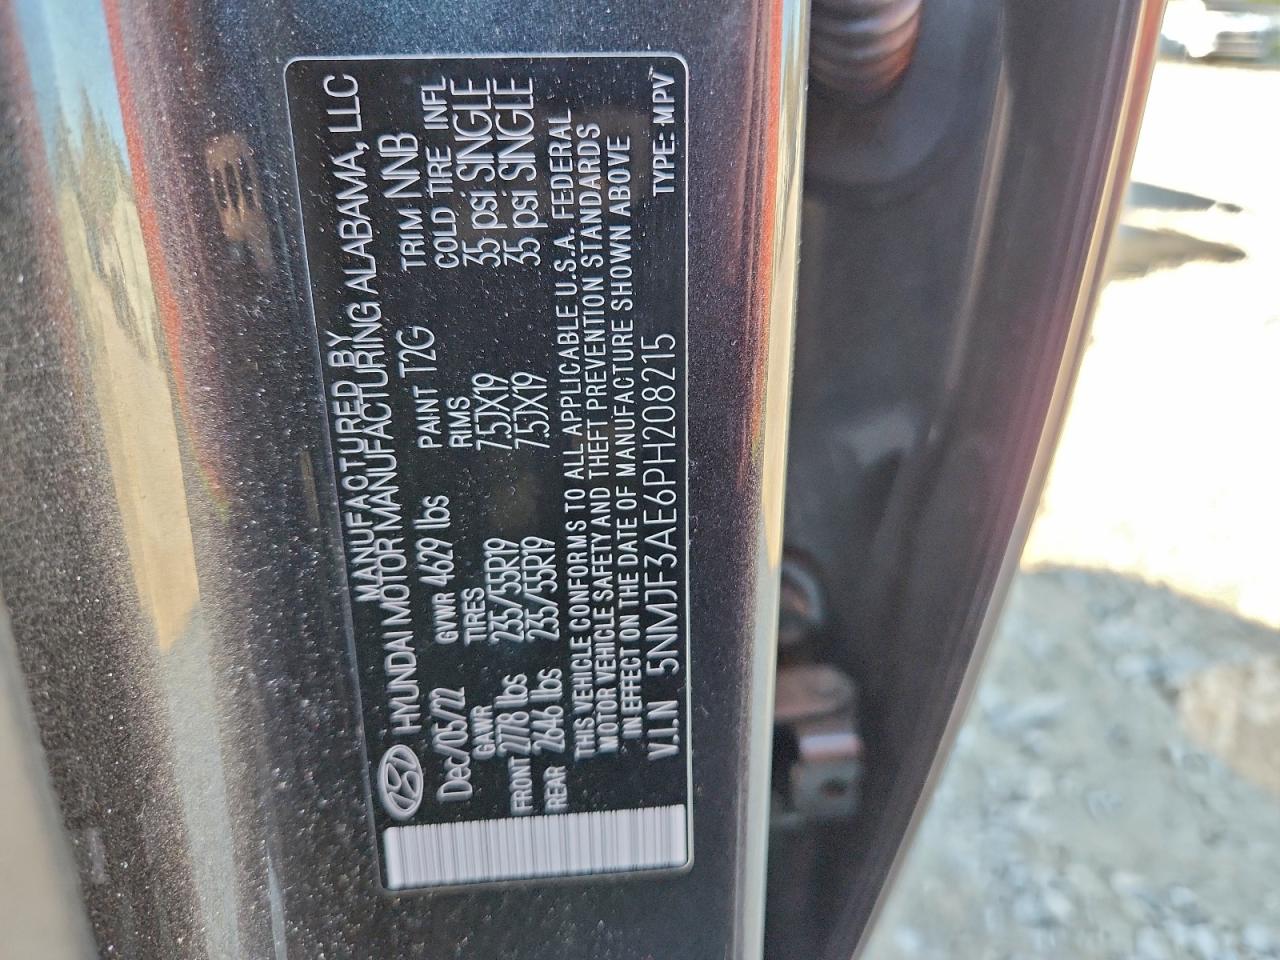 MANUFACTURED BY
HYUNDAI MOTOR MANUFACTURING ALABAMA, LLC
Dec/05/22 GVWR 4629 lbs PAINT T2G TRIM NNB
GAWR TIRES RIMS COLD TIRE INFL
FRONT 2778 lbs 235/55R19 7.5JX19 35 psi SINGLE
REAR 2646 lbs 235/55R19 7.5JX19 35 psi SINGLE
THIS VEHICLE CONFORMS TO ALL APPLICABLE U.S.A. FEDERAL
MOTOR VEHICLE SAFETY AND THEFT PREVENTION STANDARDS
IN EFFECT ON THE DATE OF MANUFACTURE SHOWN ABOVE
V.I.N 5NMJF3AE6PH208215 TYPE: MPV